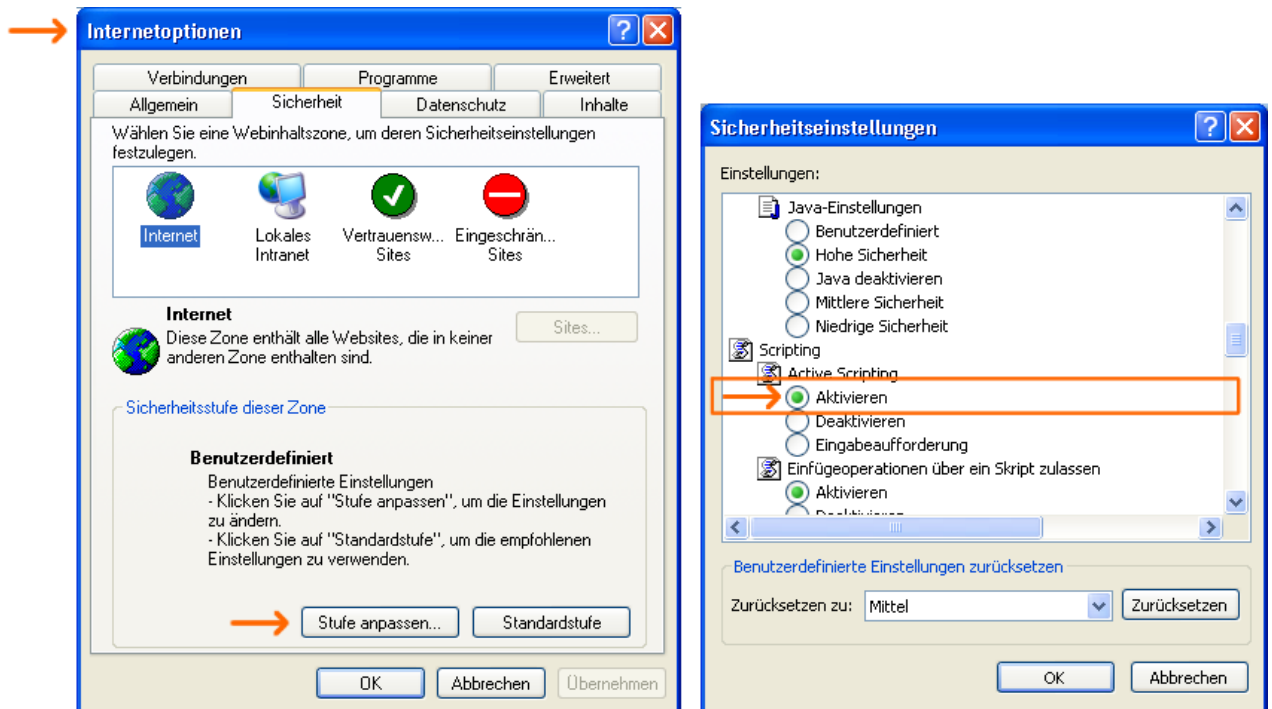 Internetoptionen
Verbindungen Programme Erweitert
Allgemein Sicherheit Datenschutz Inhalte
Wählen Sie eine Webinhaltszone, um deren Sicherheitseinstellungen
festzulegen.
Internet Lokales Vertrauensw... Eingeschrän...
Intranet Sites Sites
Internet
Diese Zone enthält alle Websites, die in keiner
anderen Zone enthalten sind.
Sites...
Sicherheitsstufe dieser Zone
Benutzerdefiniert
Benutzerdefinierte Einstellungen
- Klicken Sie auf "Stufe anpassen", um die Einstellungen
zu ändern.
- Klicken Sie auf "Standardstufe", um die empfohlenen
Einstellungen zu verwenden.
Stufe anpassen... Standardstufe
OK Abbrechen Übernehmen
Sicherheitseinstellungen
Einstellungen:
Java-Einstellungen
Benutzerdefiniert
Hohe Sicherheit
Java deaktivieren
Mittlere Sicherheit
Niedrige Sicherheit
Scripting
Active Scripting
Aktivieren
Deaktivieren
Eingabeaufforderung
Einfügeoperationen über ein Skript zulassen
Aktivieren
Deaktivieren
Benutzerdefinierte Einstellungen zurücksetzen
Zurücksetzen zu: Mittel Zurücksetzen
OK Abbrechen